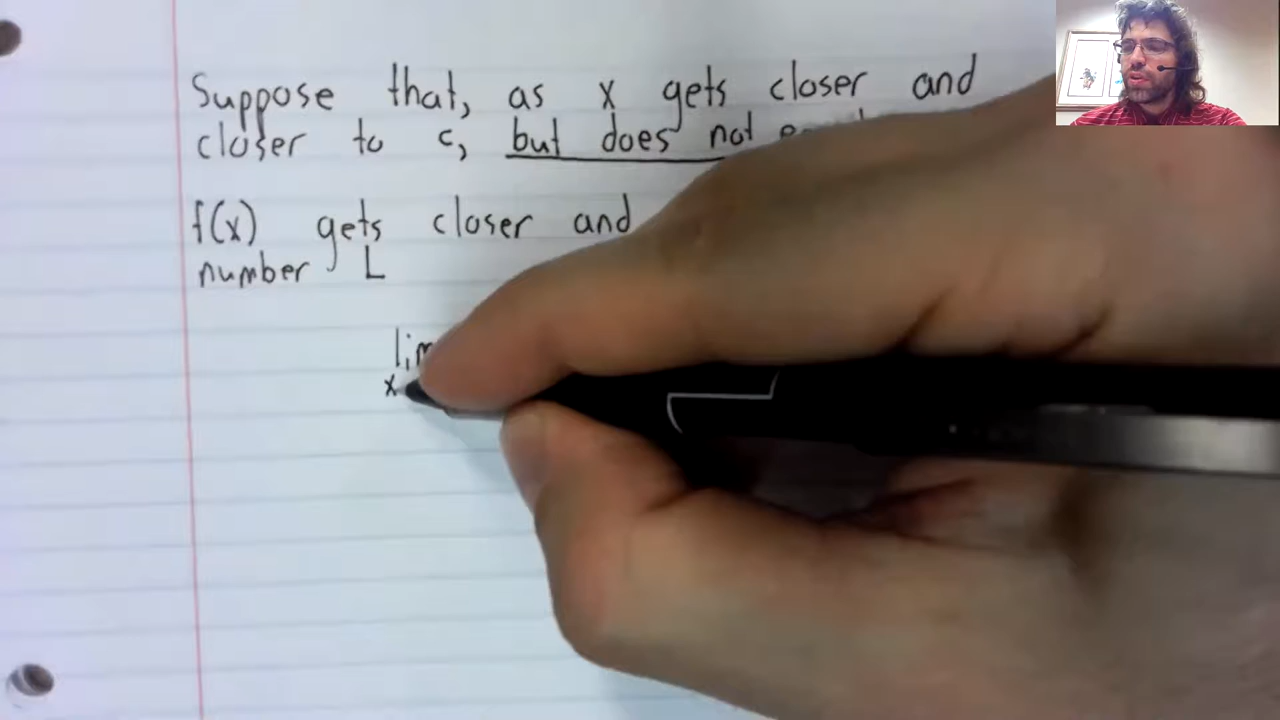 Suppose that, as x gets closer and
closer to c, but does not
f(x) gets closer and
number L
lim
x